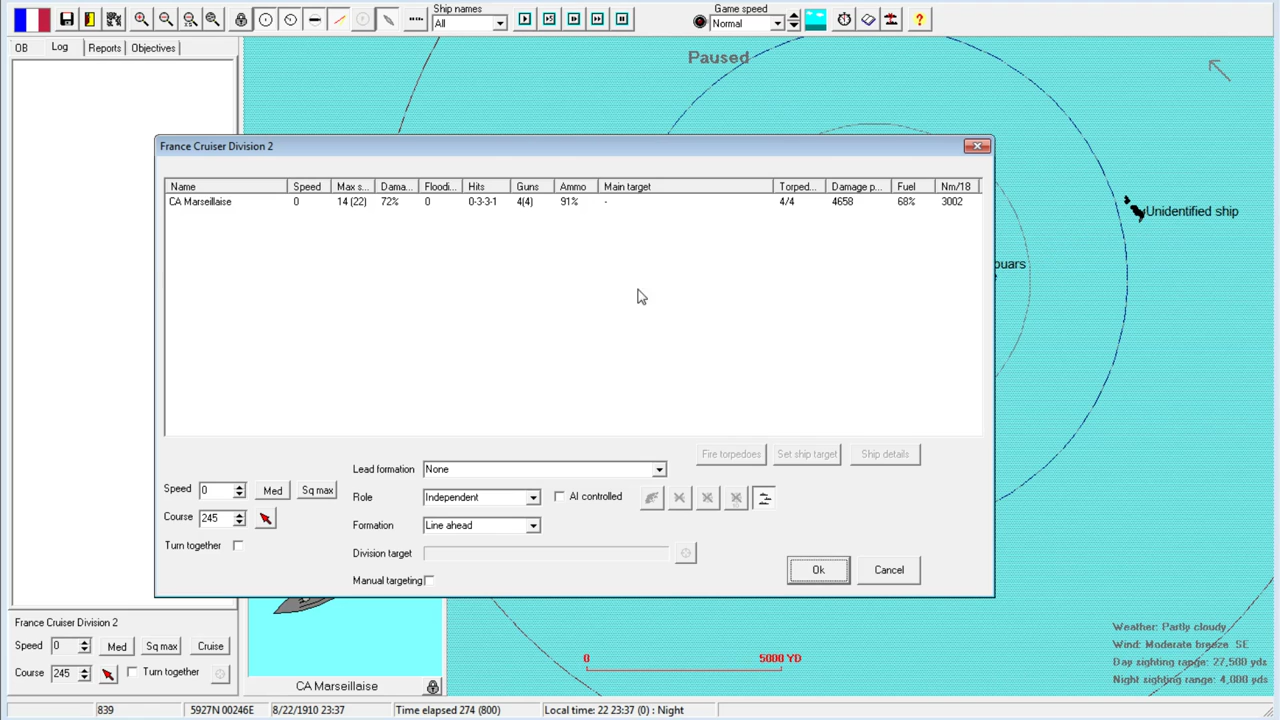 Ship names
Game speed
All
Normal
OB
Log
Reports
Objectives
Paused
France Cruiser Division 2
Name
Speed
Max s...
Dama...
Floodi...
Hits
Guns
Ammo
Main target
Torped...
Damage p...
Fuel
Nm/18
CA Marseillaise
14 (22)
72%
0
0-3-3-1
4(4)
91%
-
4/4
4658
68%
3002
Unidentified ship
ouars
Fire torpedoes
Set ship target
Ship details
Lead formation
None
Speed
0
Med
Sq max
Role
Independent
AI controlled
Course
245
Formation
Line ahead
Turn together
Division target
Ok
Cancel
Manual targeting
France Cruiser Division 2
Speed
0
Med
Sq max
Cruise
Course
245
Turn together
CA Marseillaise
0
5000 YD
Weather: Partly cloudy
Wind: Moderate breeze SE
Day sighting range: 27,500 yds
Night sighting range: 4,000 yds
839
5927N 00246E
8/22/1910 23:37
Time elapsed 274 (800)
Local time: 22 23:37 (0) : Night